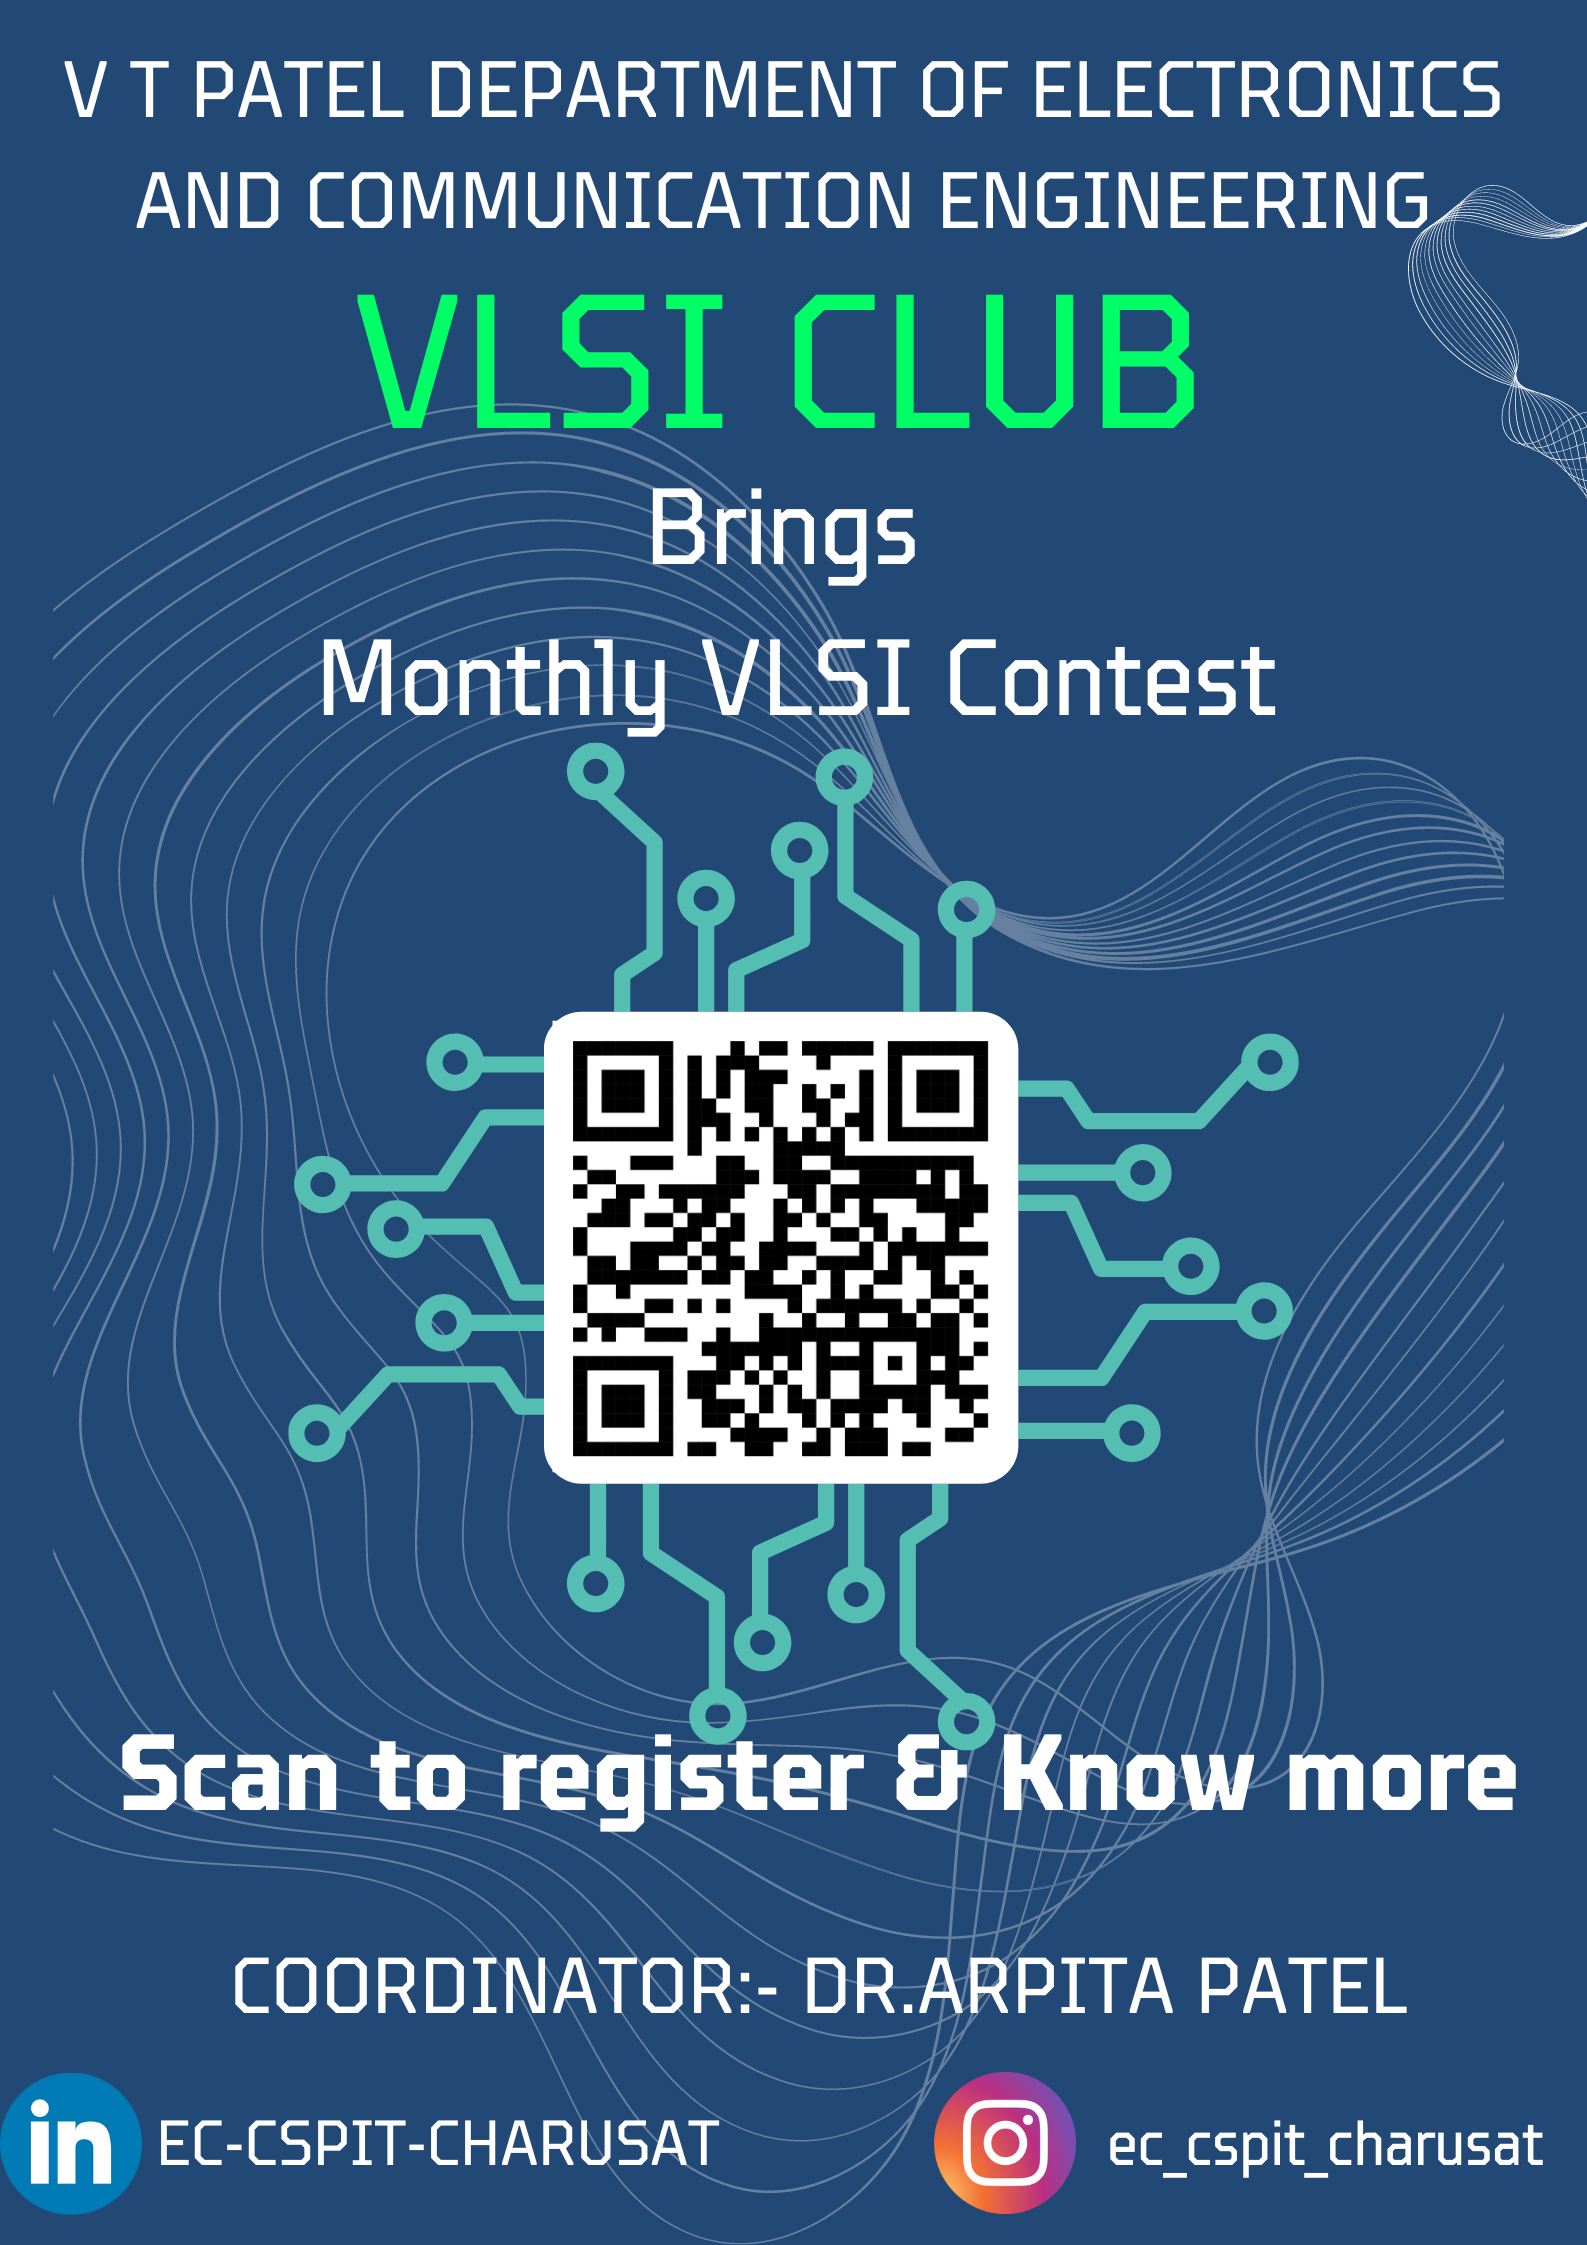 V T PATEL DEPARTMENT OF ELECTRONICS
AND COMMUNICATION ENGINEERING
VLSI CLUB
Brings
Monthly VLSI Contest
Scan to register & Know more
COORDINATOR:- DR.ARPITA PATEL
in EC-CSPIT-CHARUSAT
ec_cspit_charusat